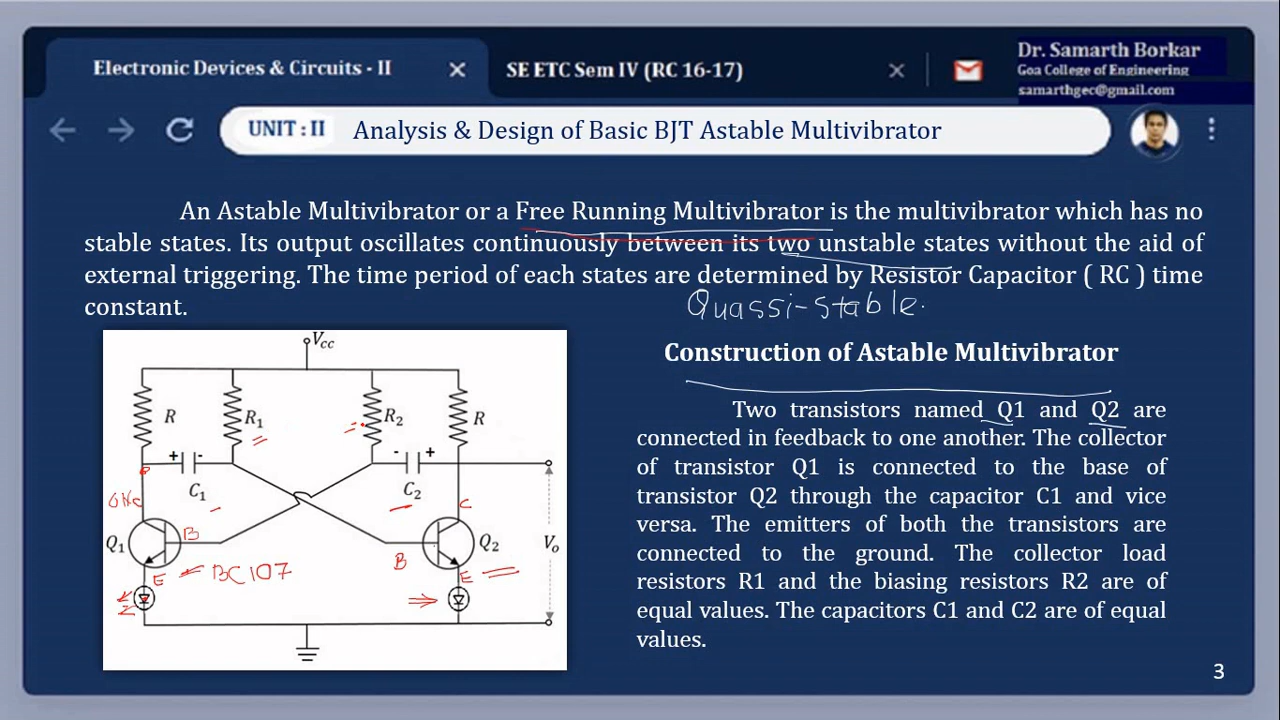 Electronic Devices & Circuits - II
SE ETC Sem IV (RC 16-17)
Dr. Samarth Borkar
Goa College of Engineering
samarthgec@gmail.com
UNIT : II
Analysis & Design of Basic BJT Astable Multivibrator
An Astable Multivibrator or a Free Running Multivibrator is the multivibrator which has no
stable states. Its output oscillates continuously between its two unstable states without the aid of
external triggering. The time period of each states are determined by Resistor Capacitor ( RC ) time
constant.
Quassi-stable.
Vcc
R
R1
R2
R
+ -
- +
C1
C2
C
Q1
B
B
Q2
Vo
E
BC107
E
Construction of Astable Multivibrator
Two transistors named Q1 and Q2 are
connected in feedback to one another. The collector
of transistor Q1 is connected to the base of
transistor Q2 through the capacitor C1 and vice
versa. The emitters of both the transistors are
connected to the ground. The collector load
resistors R1 and the biasing resistors R2 are of
equal values. The capacitors C1 and C2 are of equal
values.
3